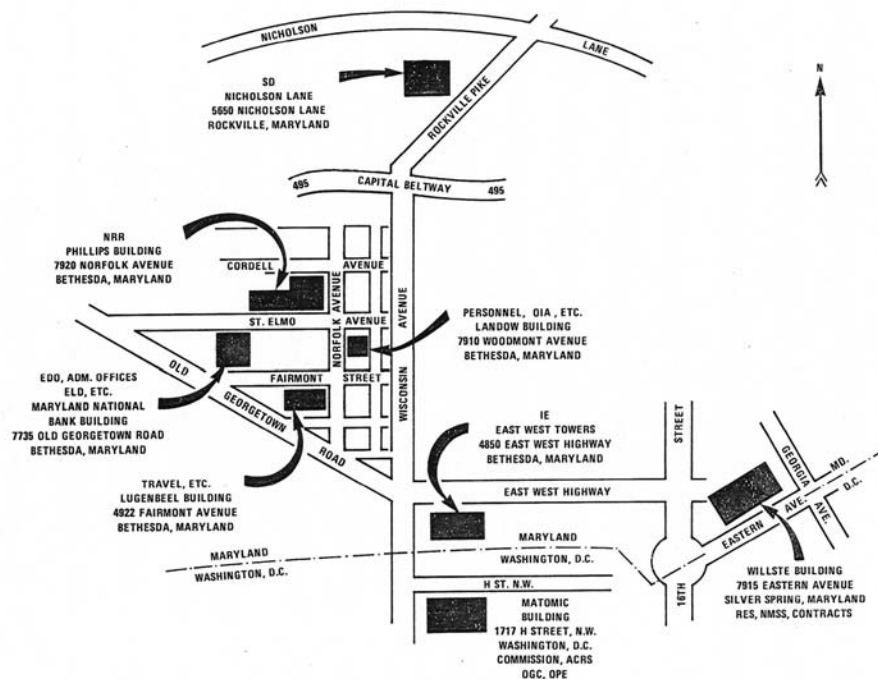 NICHOLSON
LANE
SD
NICHOLSON LANE
5650 NICHOLSON LANE
ROCKVILLE, MARYLAND
ROCKVILLE PIKE
N
495 CAPITAL BELTWAY 495
NRR
PHILLIPS BUILDING
7920 NORFOLK AVENUE
BETHESDA, MARYLAND
CORDELL AVENUE
NORFOLK AVENUE
WISCONSIN AVENUE
ST. ELMO AVENUE
PERSONNEL, OIA, ETC.
LANDOW BUILDING
7910 WOODMONT AVENUE
BETHESDA, MARYLAND
OLD GEORGETOWN ROAD
FAIRMONT STREET
EDO, ADM. OFFICES
ELD, ETC.
MARYLAND NATIONAL
BANK BUILDING
7735 OLD GEORGETOWN ROAD
BETHESDA, MARYLAND
TRAVEL, ETC.
LUGENBEEL BUILDING
4922 FAIRMONT AVENUE
BETHESDA, MARYLAND
IE
EAST WEST TOWERS
4850 EAST WEST HIGHWAY
BETHESDA, MARYLAND
16TH STREET
GEORGIA AVE.
MD.
D.C.
EAST WEST HIGHWAY
EASTERN AVE.
MARYLAND
WASHINGTON, D.C.
MARYLAND
WASHINGTON, D.C.
H ST. N.W.
WILLSTE BUILDING
7915 EASTERN AVENUE
SILVER SPRING, MARYLAND
RES, NMSS, CONTRACTS
MATOMIC
BUILDING
1717 H STREET, N.W.
WASHINGTON, D.C.
COMMISSION, ACRS
OGC, OPE